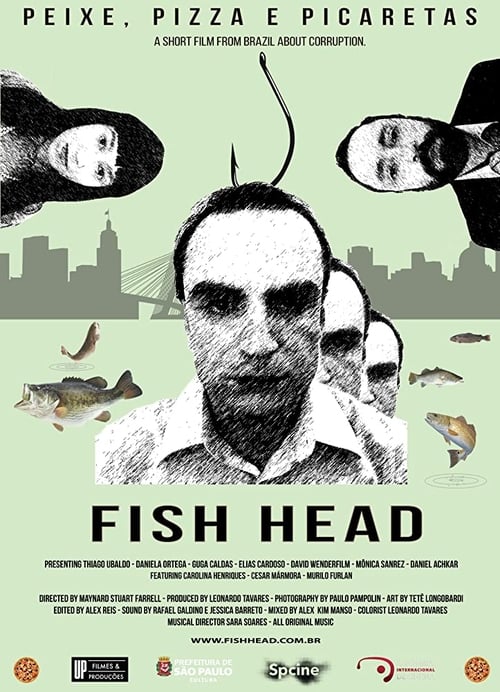 PEIXE, PIZZA E PICARETAS
A SHORT FILM FROM BRAZIL ABOUT CORRUPTION.
FISH HEAD
PRESENTING THIAGO UBALDO - DANIELA ORTEGA - GUGA CALDAS - ELIAS CARDOSO - DAVID WENDERFILM - MÔNICA SANREZ - DANIEL ACHKAR
FEATURING CAROLINA HENRIQUES - CESAR MÁRMORA - MURILO FURLAN
DIRECTED BY MAYNARD STUART FARRELL - PRODUCED BY LEONARDO TAVARES - PHOTOGRAPHY BY PAULO PAMPOLIN - ART BY TETÊ LONGOBARDI
EDITED BY ALEX REIS - SOUND BY RAFAEL GALDINO E JESSICA BARRETO - MIXED BY ALEX KIM MANSO - COLORIST LEONARDO TAVARES
MUSICAL DIRECTOR SARA SOARES - ALL ORIGINAL MUSIC
WWW.FISHHEAD.COM.BR
UP FILMES &
PRODUÇÕES
PREFEITURA DE
SÃO PAULO
CULTURA
Spcine
INTERNACIONAL
DE CINEMA